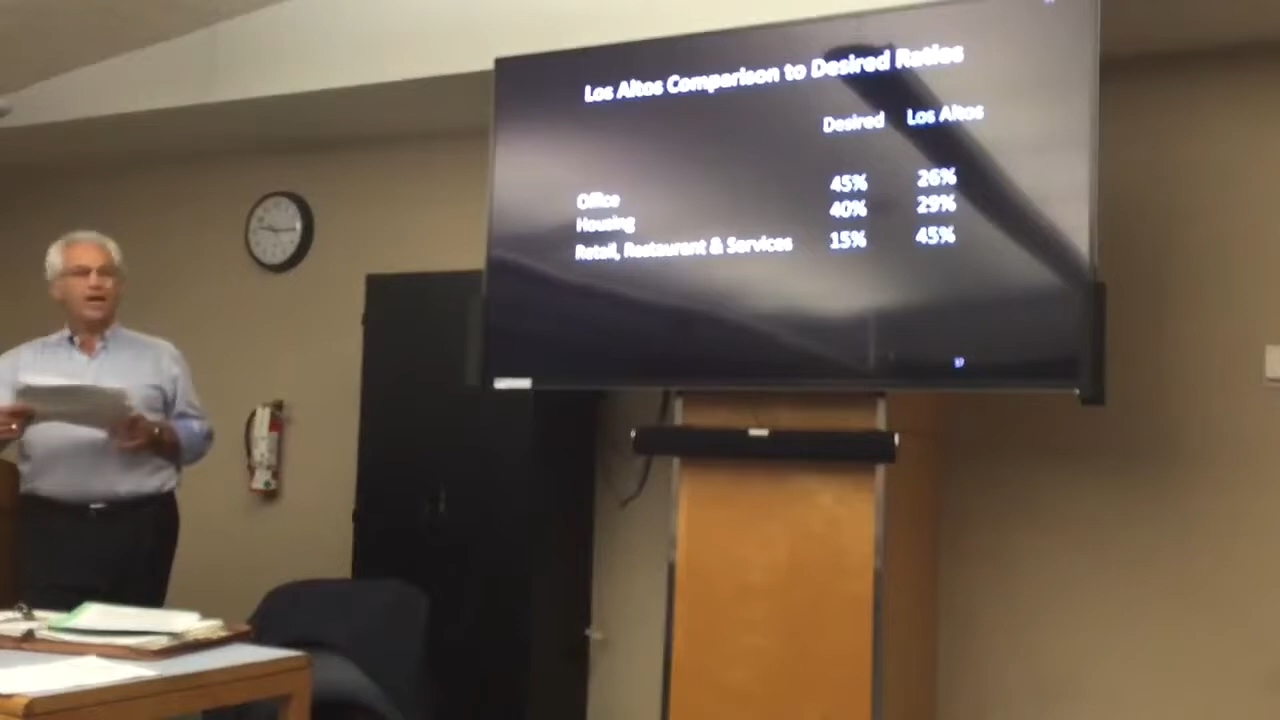 Los Altos Comparison to Desired Ratios
Desired Los Altos
Office 45% 26%
Housing 40% 29%
Retail, Restaurant & Services 15% 45%
37